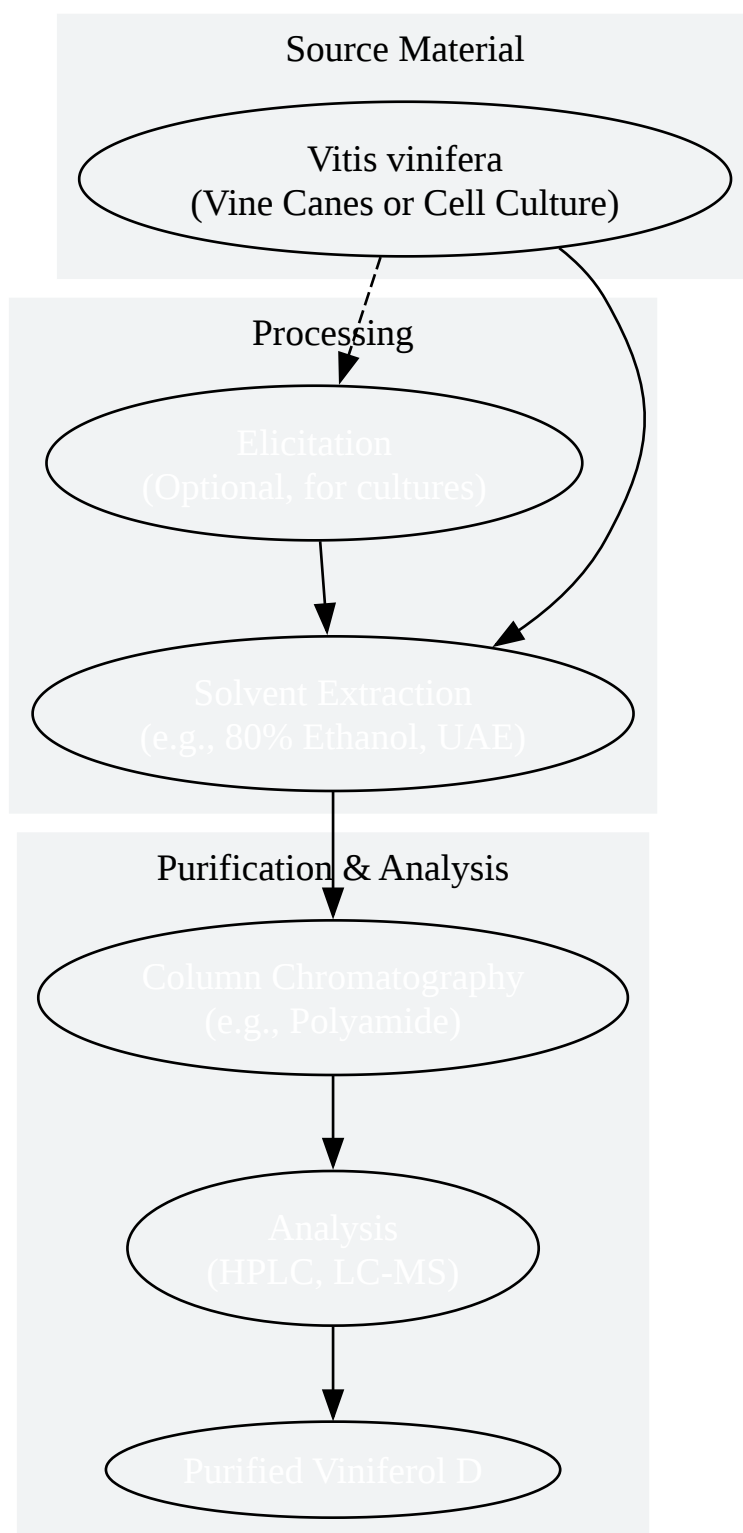 Source Material
Vitis vinifera
(Vine Canes or Cell Culture)
Processing
Elicitation
(Optional, for cultures)
Solvent Extraction
(e.g., 80% Ethanol, UAE)
Purification & Analysis
Column Chromatography
(e.g., Polyamide)
Analysis
(HPLC, LC-MS)
Purified Viniferol D